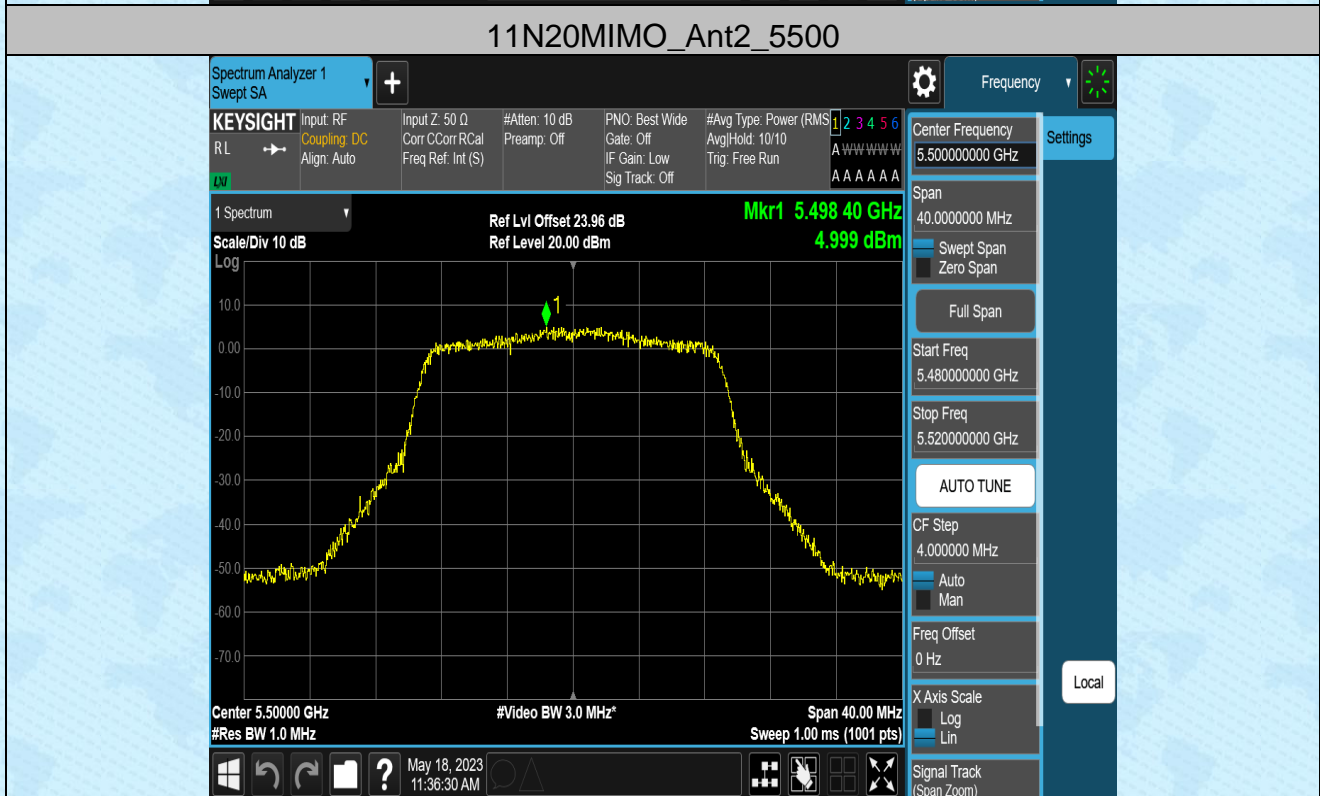 11N20MIMO_Ant2_5500
Spectrum Analyzer 1
Swept SA
+
Frequency
KEYSIGHT
RL
LXI
Input: RF
Coupling: DC
Align: Auto
Input Z: 50 Ω
Corr CCorr RCal
Freq Ref: Int (S)
#Atten: 10 dB
Preamp: Off
PNO: Best Wide
Gate: Off
IF Gain: Low
Sig Track: Off
#Avg Type: Power (RMS
Avg|Hold: 10/10
Trig: Free Run
1 2 3 4 5 6
A W W W W W
A A A A A A
1 Spectrum
Scale/Div 10 dB
Log
Ref Lvl Offset 23.96 dB
Ref Level 20.00 dBm
Mkr1 5.498 40 GHz
4.999 dBm
1
10.0
0.00
-10.0
-20.0
-30.0
-40.0
-50.0
-60.0
-70.0
Center 5.50000 GHz
#Res BW 1.0 MHz
#Video BW 3.0 MHz*
Span 40.00 MHz
Sweep 1.00 ms (1001 pts)
?
May 18, 2023
11:36:30 AM
Center Frequency
5.500000000 GHz
Span
40.0000000 MHz
Swept Span
Zero Span
Full Span
Start Freq
5.480000000 GHz
Stop Freq
5.520000000 GHz
AUTO TUNE
CF Step
4.000000 MHz
Auto
Man
Freq Offset
0 Hz
X Axis Scale
Log
Lin
Signal Track
(Span Zoom)
Settings
Local